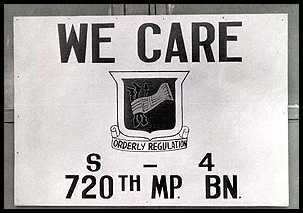 WE CARE
ORDERLY REGULATION
S - 4
720TH MP. BN.